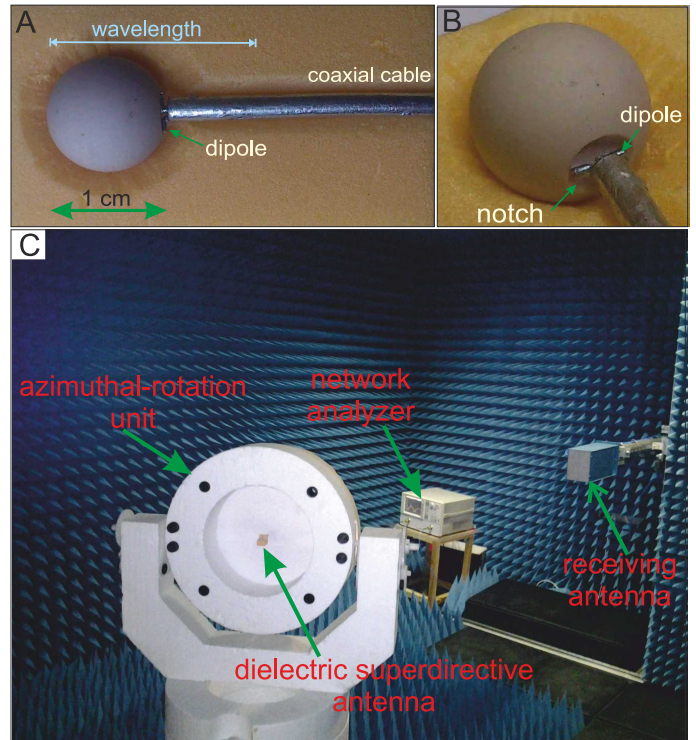 A
wavelength
coaxial cable
dipole
1 cm
B
dipole
notch
C
azimuthal-rotation
unit
network
analyzer
receiving
antenna
dielectric superdirective
antenna